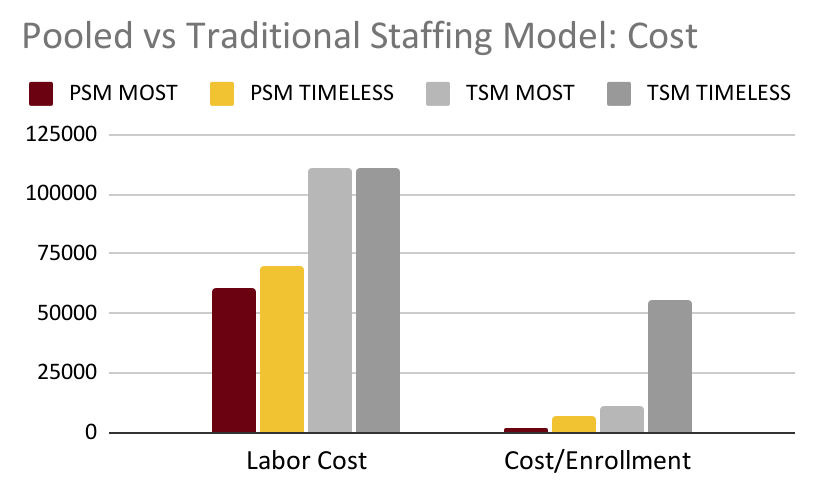 Pooled vs Traditional Staffing Model: Cost
PSM MOST PSM TIMELESS TSM MOST TSM TIMELESS
125000
100000
75000
50000
25000
0
Labor Cost Cost/Enrollment